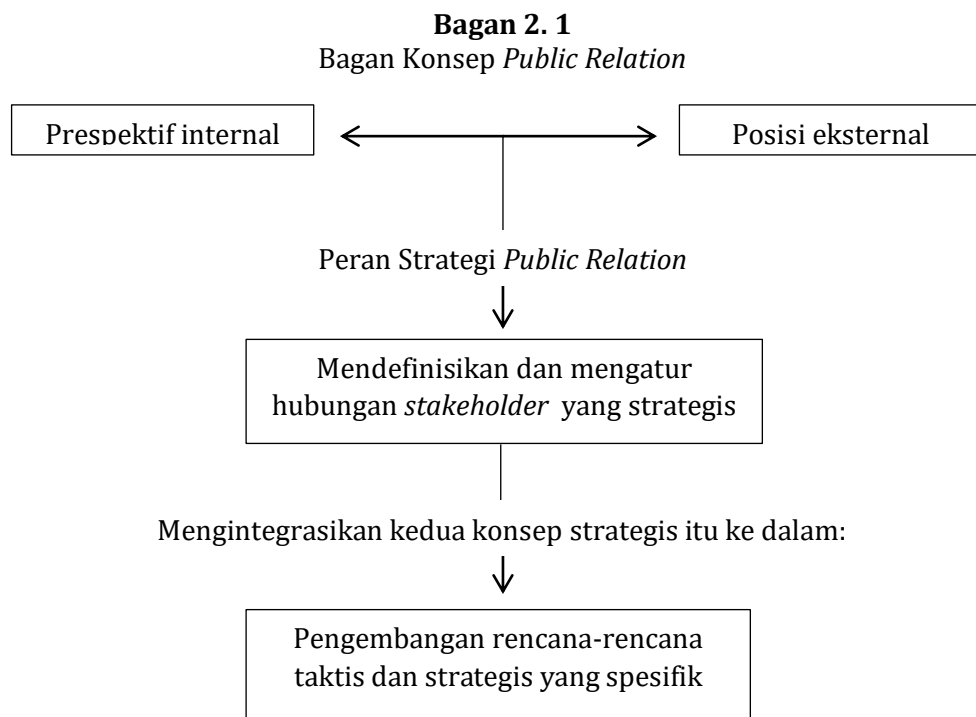 Bagan 2. 1
Bagan Konsep Public Relation
Prespektif internal
Posisi eksternal
Peran Strategi Public Relation
Mendefinisikan dan mengatur
hubungan stakeholder yang strategis
Mengintegrasikan kedua konsep strategis itu ke dalam:
Pengembangan rencana-rencana
taktis dan strategis yang spesifik